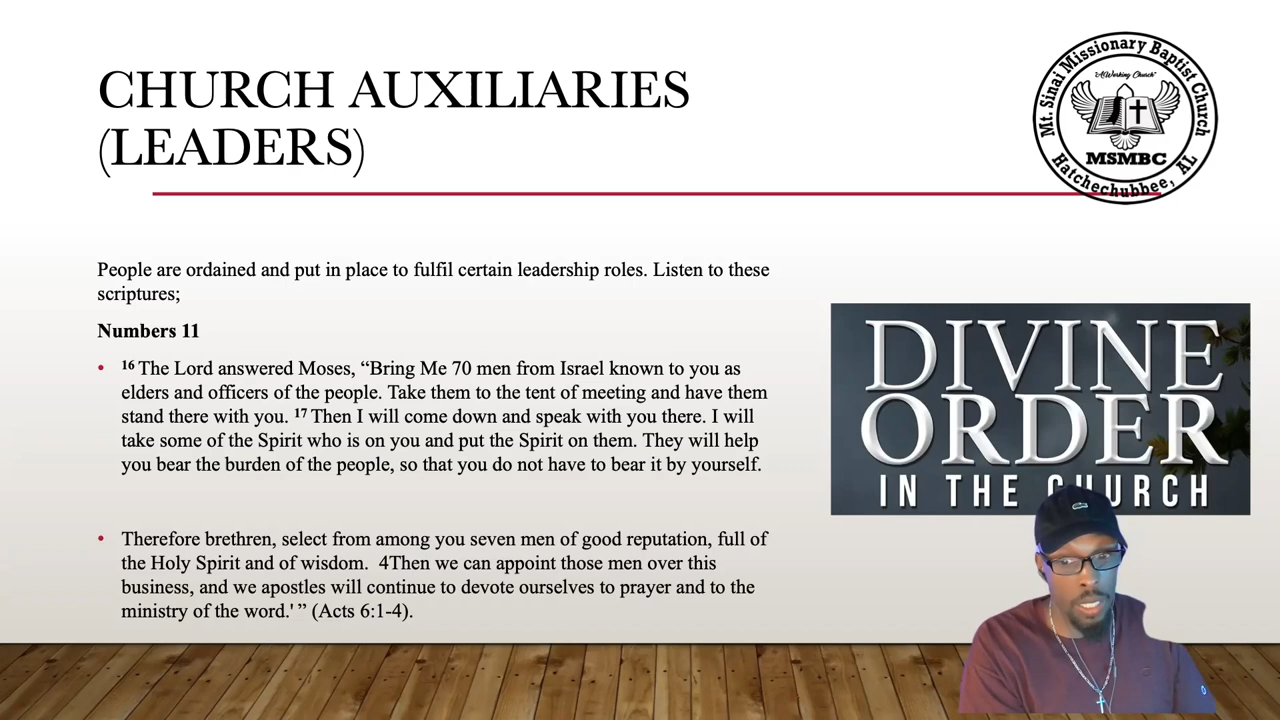 CHURCH AUXILIARIES
(LEADERS)
Mt. Sinai Missionary Baptist Church
"A Working Church"
MSMBC
Hatchechubbee, AL
People are ordained and put in place to fulfil certain leadership roles. Listen to these
scriptures;
Numbers 11
• 16 The Lord answered Moses, “Bring Me 70 men from Israel known to you as
elders and officers of the people. Take them to the tent of meeting and have them
stand there with you. 17 Then I will come down and speak with you there. I will
take some of the Spirit who is on you and put the Spirit on them. They will help
you bear the burden of the people, so that you do not have to bear it by yourself.
• Therefore brethren, select from among you seven men of good reputation, full of
the Holy Spirit and of wisdom.  4Then we can appoint those men over this
business, and we apostles will continue to devote ourselves to prayer and to the
ministry of the word.' ” (Acts 6:1-4).
DIVINE
ORDER
IN THE CHURCH